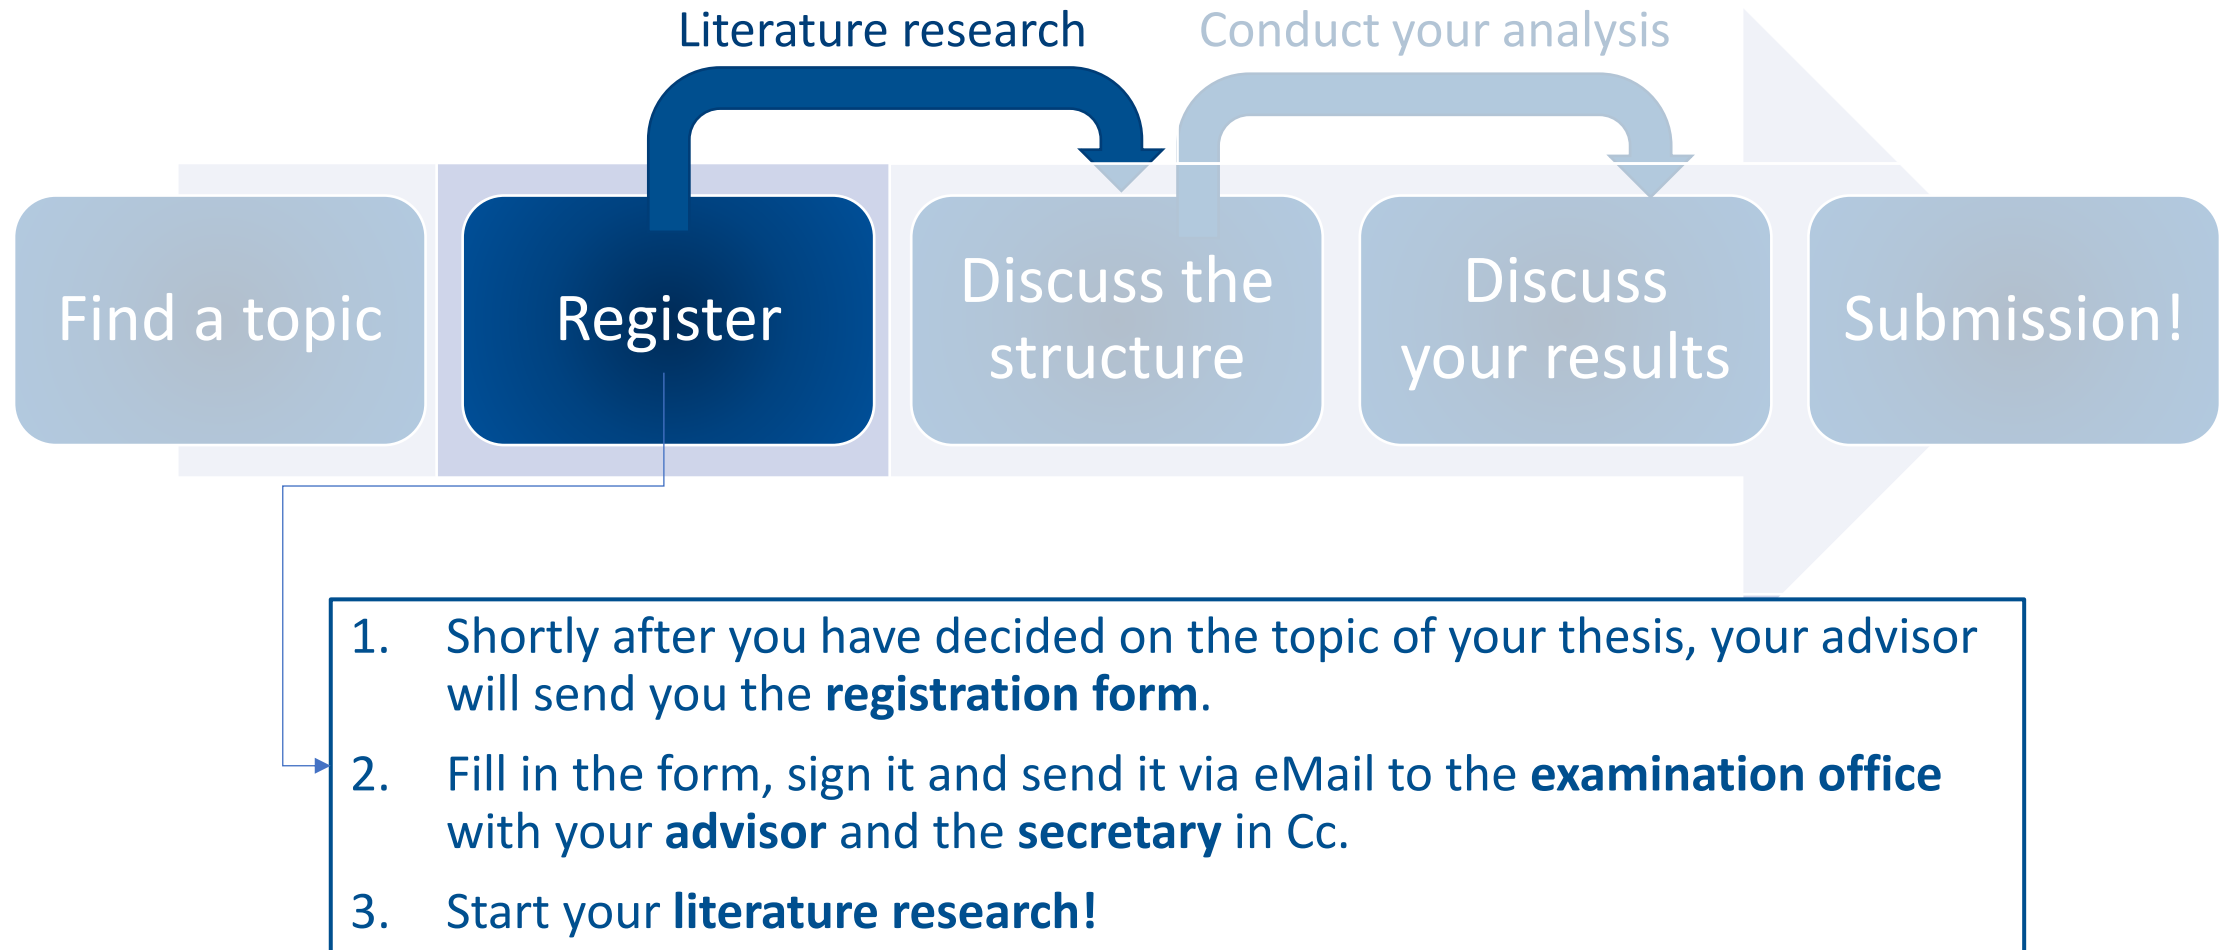 Literature research
Conduct your analysis
Find a topic
Register
Discuss the
structure
Discuss
your results
Submission!
1. Shortly after you have decided on the topic of your thesis, your advisor
will send you the registration form.
2. Fill in the form, sign it and send it via eMail to the examination office
with your advisor and the secretary in Cc.
3. Start your literature research!